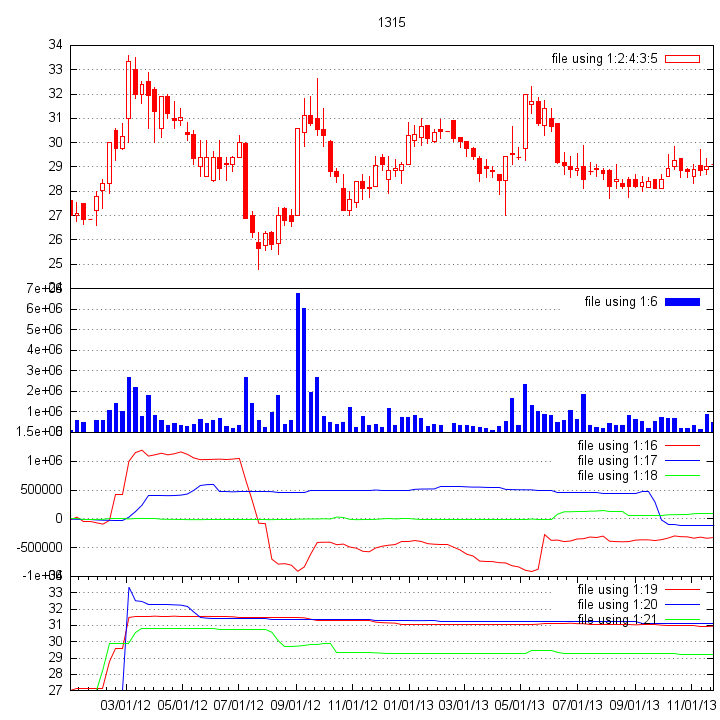 1315
34
file using 1:2:4:3:5
33
32
31
30
29
28
27
26
25
7e+06
file using 1:6
6e+06
5e+06
4e+06
3e+06
2e+06
1e+06
1.5e+06
file using 1:16
1e+06
file using 1:17
file using 1:18
500000
0
-500000
-1e+06
file using 1:19
33
file using 1:20
32
file using 1:21
31
30
29
28
27
03/01/12 05/01/12 07/01/12 09/01/12 11/01/12 01/01/13 03/01/13 05/01/13 07/01/13 09/01/13 11/01/13